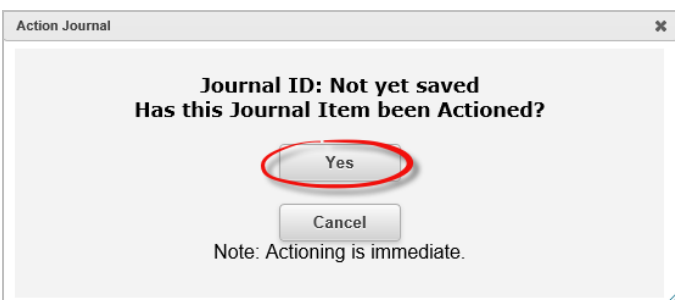 Action Journal
Journal ID: Not yet saved
Has this Journal Item been Actioned?
Yes
Cancel
Note: Actioning is immediate.